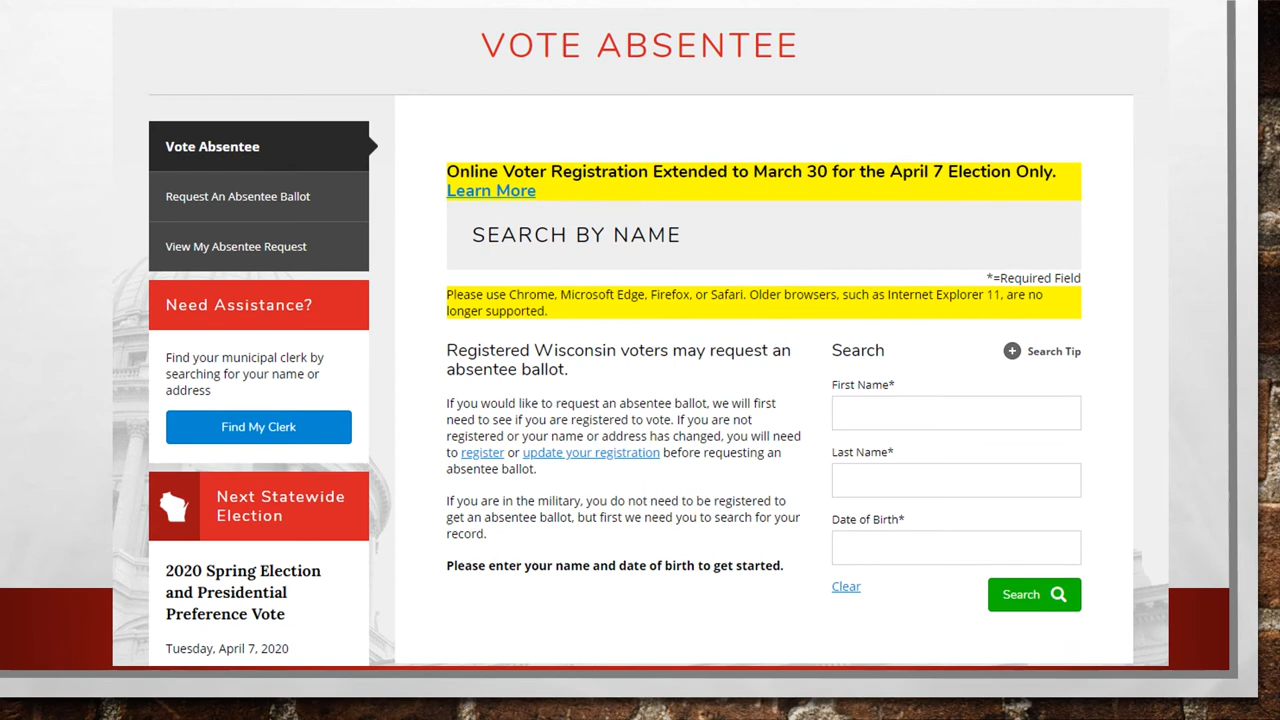 VOTE ABSENTEE
Vote Absentee
Request An Absentee Ballot
View My Absentee Request
Need Assistance?
Find your municipal clerk by
searching for your name or
address
Find My Clerk
Next Statewide
Election
2020 Spring Election
and Presidential
Preference Vote
Tuesday, April 7, 2020
Online Voter Registration Extended to March 30 for the April 7 Election Only.
Learn More
SEARCH BY NAME
*=Required Field
Please use Chrome, Microsoft Edge, Firefox, or Safari. Older browsers, such as Internet Explorer 11, are no
longer supported.
Registered Wisconsin voters may request an
absentee ballot.
If you would like to request an absentee ballot, we will first
need to see if you are registered to vote. If you are not
registered or your name or address has changed, you will need
to register or update your registration before requesting an
absentee ballot.
If you are in the military, you do not need to be registered to
get an absentee ballot, but first we need you to search for your
record.
Please enter your name and date of birth to get started.
Search
Search Tip
First Name*
Last Name*
Date of Birth*
Clear
Search